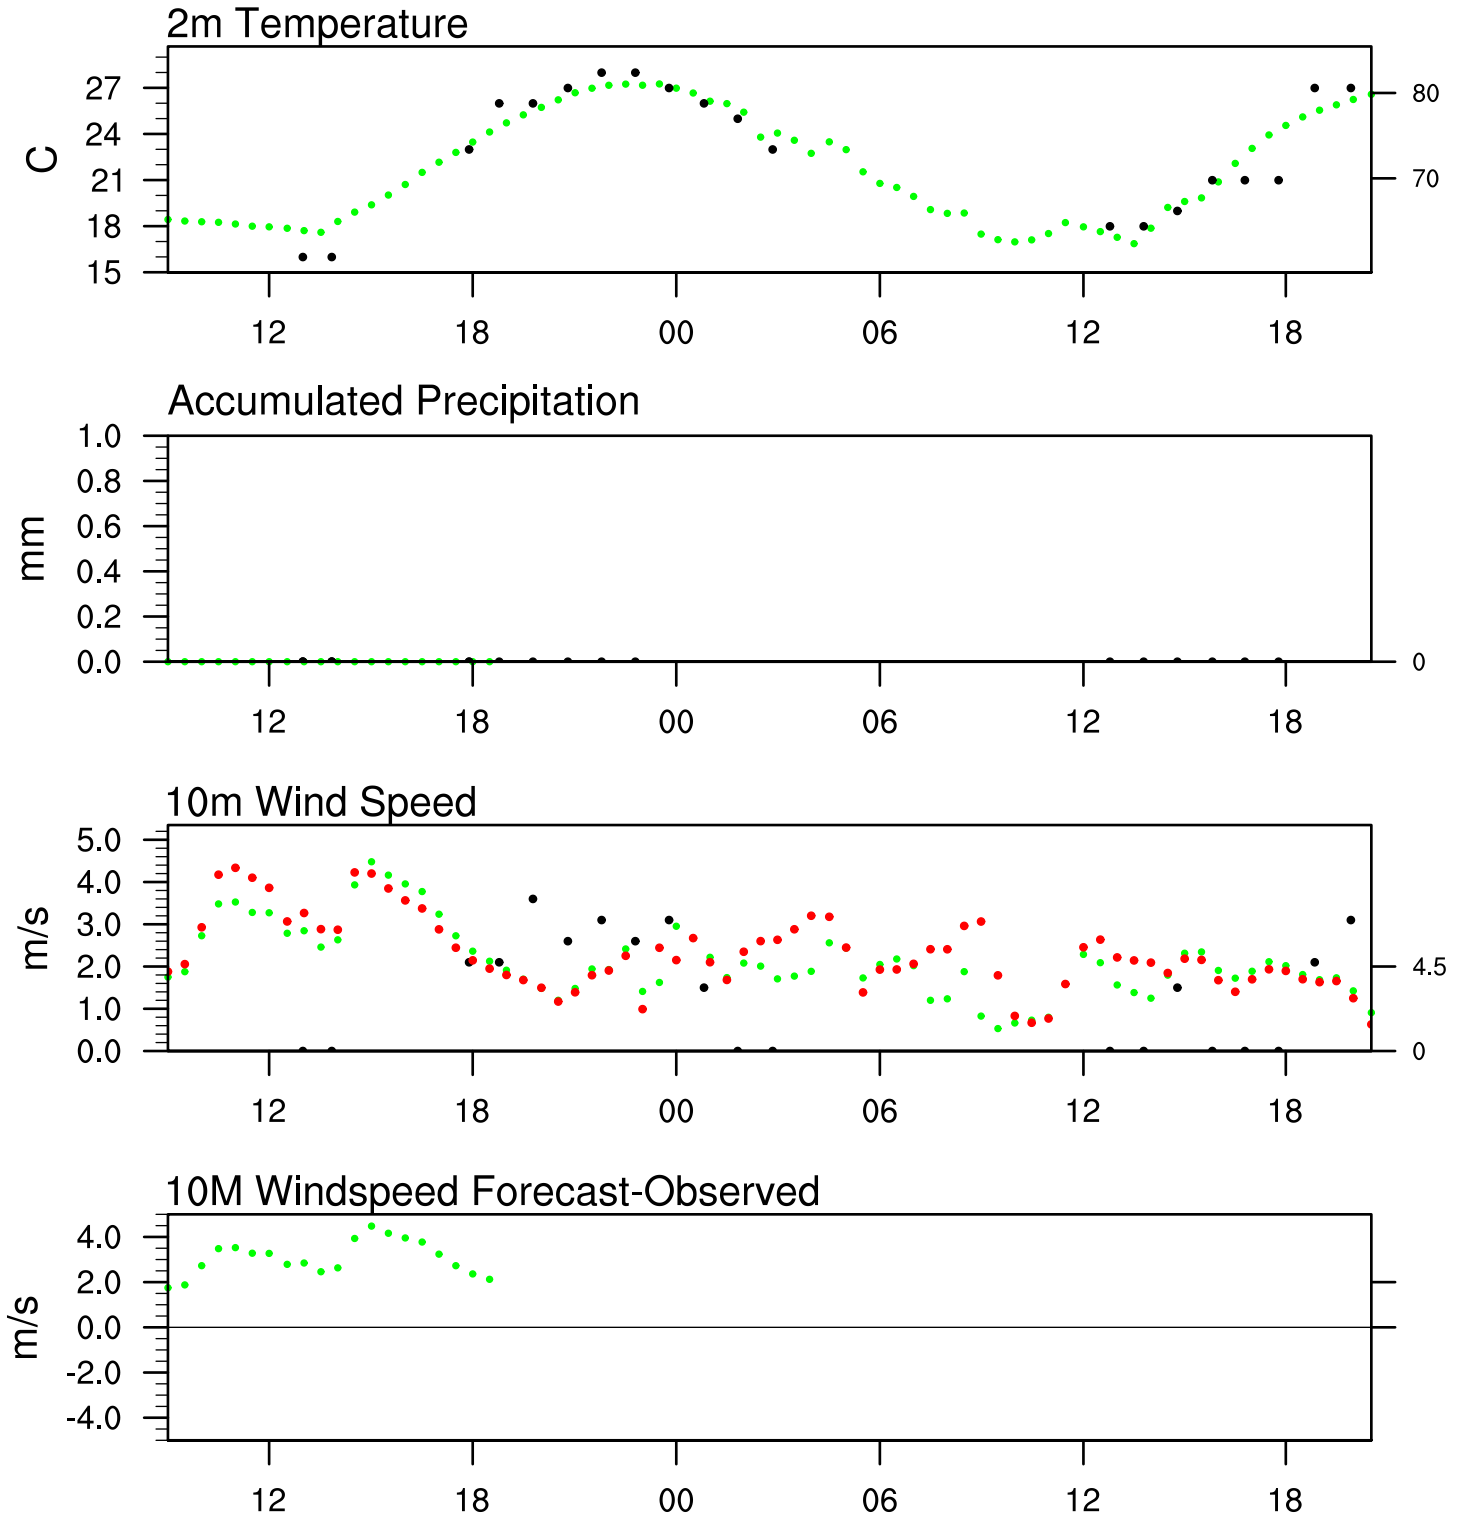 2m Temperature
27
24
21
18
15
C
80
70
12 18 00 06 12 18
Accumulated Precipitation
1.0
0.8
0.6
0.4
0.2
0.0
mm
0
12 18 00 06 12 18
10m Wind Speed
5.0
4.0
3.0
2.0
1.0
0.0
m/s
4.5
0
12 18 00 06 12 18
10M Windspeed Forecast-Observed
4.0
2.0
0.0
-2.0
-4.0
m/s
12 18 00 06 12 18